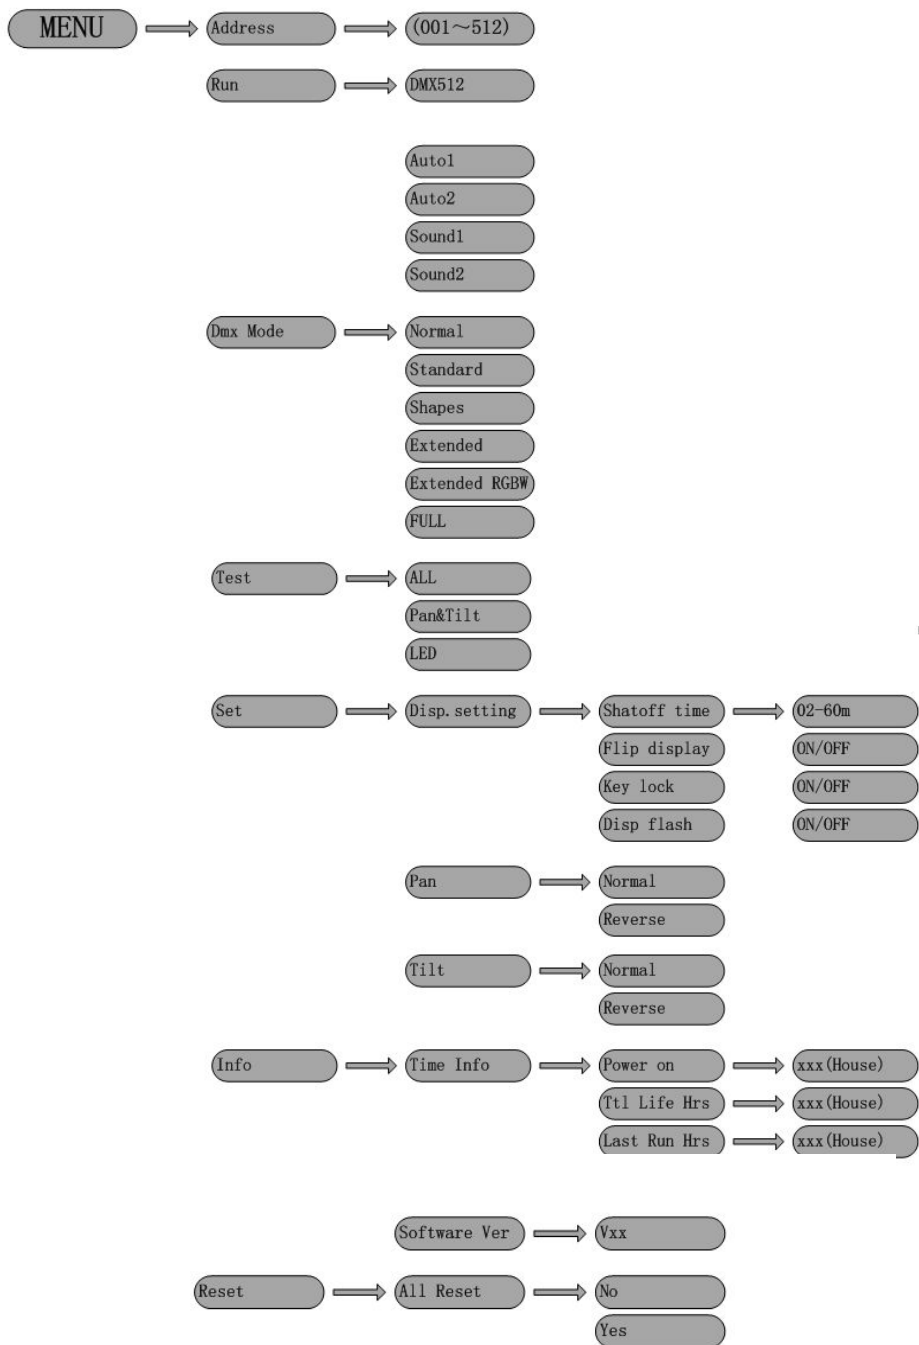 MENU Address (001～512)
Run DMX512
Auto1
Auto2
Sound1
Sound2
Dmx Mode Normal
Standard
Shapes
Extended
Extended RGBW
FULL
Test ALL
Pan&Tilt
LED
Set Disp.setting Shatoff time 02-60m
Flip display ON/OFF
Key lock ON/OFF
Disp flash ON/OFF
Pan Normal
Reverse
Tilt Normal
Reverse
Info Time Info Power on xxx(House)
Ttl Life Hrs xxx(House)
Last Run Hrs xxx(House)
Software Ver Vxx
Reset All Reset No
Yes